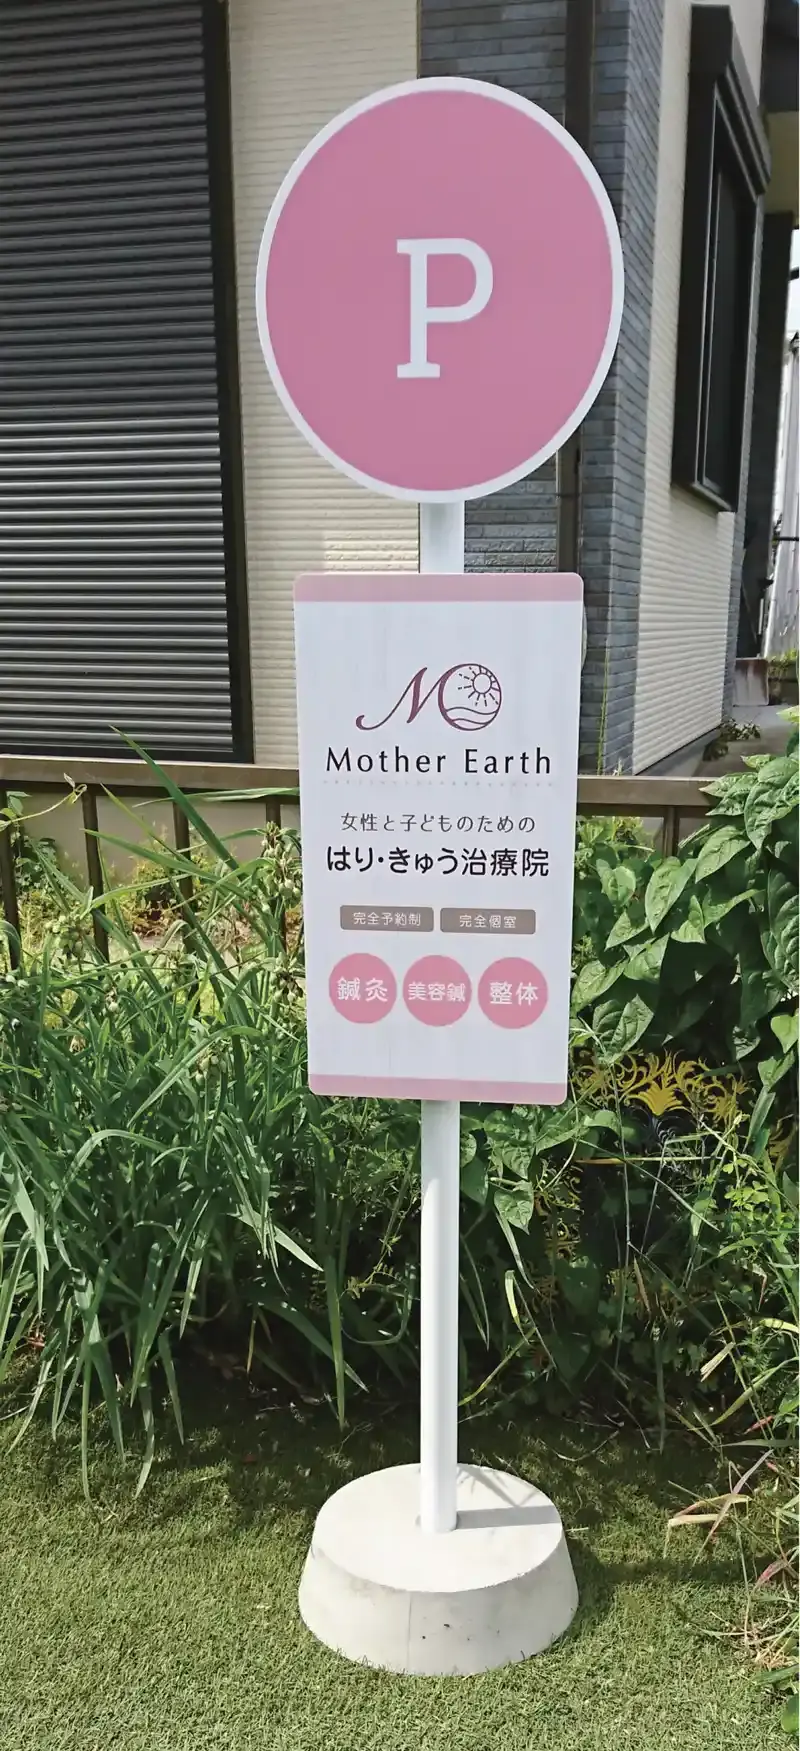 P
Mother Earth
女性と子どものための
はり・きゅう治療院
完全予約制 完全個室
鍼灸 美容鍼 整体